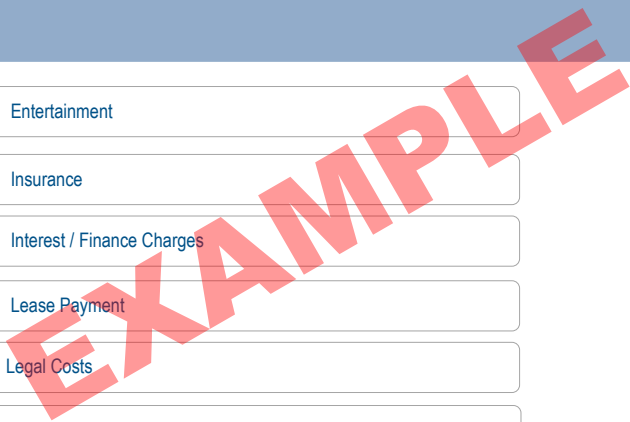 Entertainment
Insurance
Interest / Finance Charges
Lease Payment
Legal Costs
EXAMPLE